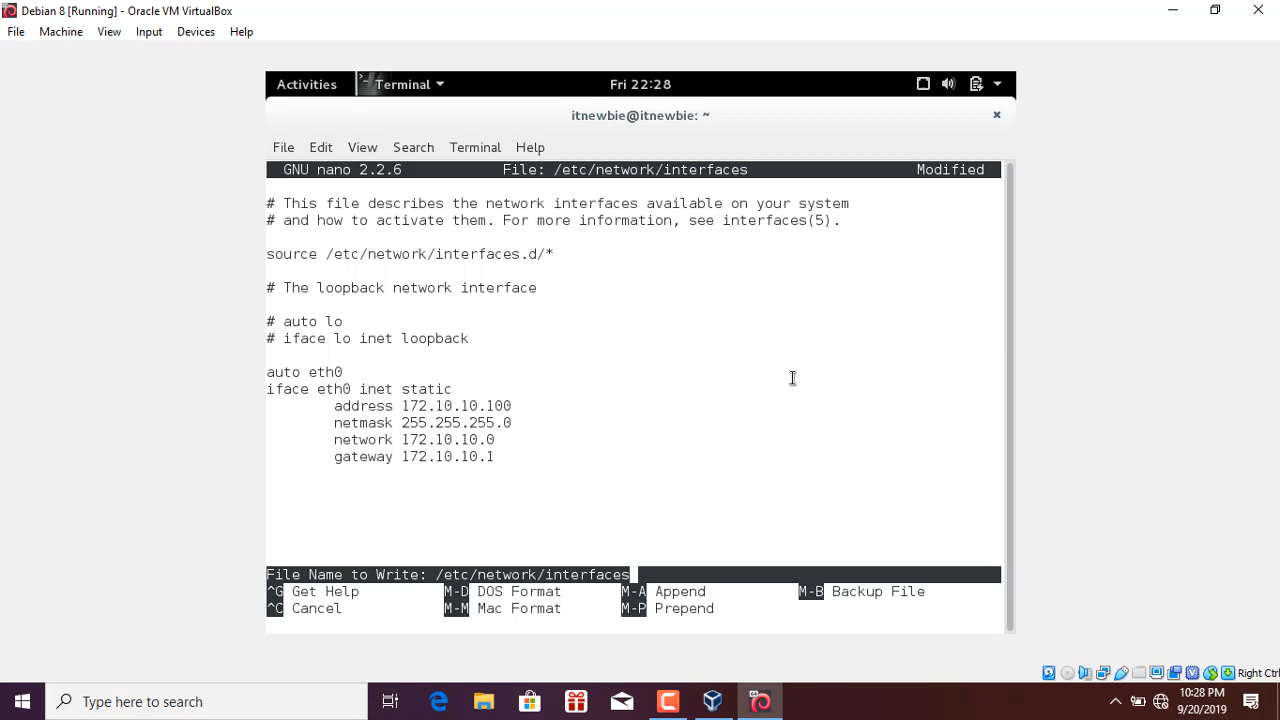 Debian 8 [Running] - Oracle VM VirtualBox
File Machine View Input Devices Help
Activities Terminal Fri 22:28
itnewbie@itnewbie: ~
File Edit View Search Terminal Help
GNU nano 2.2.6 File: /etc/network/interfaces Modified
# This file describes the network interfaces available on your system
# and how to activate them. For more information, see interfaces(5).
source /etc/network/interfaces.d/*
# The loopback network interface
# auto lo
# iface lo inet loopback
auto eth0
iface eth0 inet static
address 172.10.10.100
netmask 255.255.255.0
network 172.10.10.0
gateway 172.10.10.1
File Name to Write: /etc/network/interfaces
^G Get Help M-D DOS Format M-A Append M-B Backup File
^C Cancel M-M Mac Format M-P Prepend
Right Ctrl
Type here to search
10:28 PM
9/20/2019